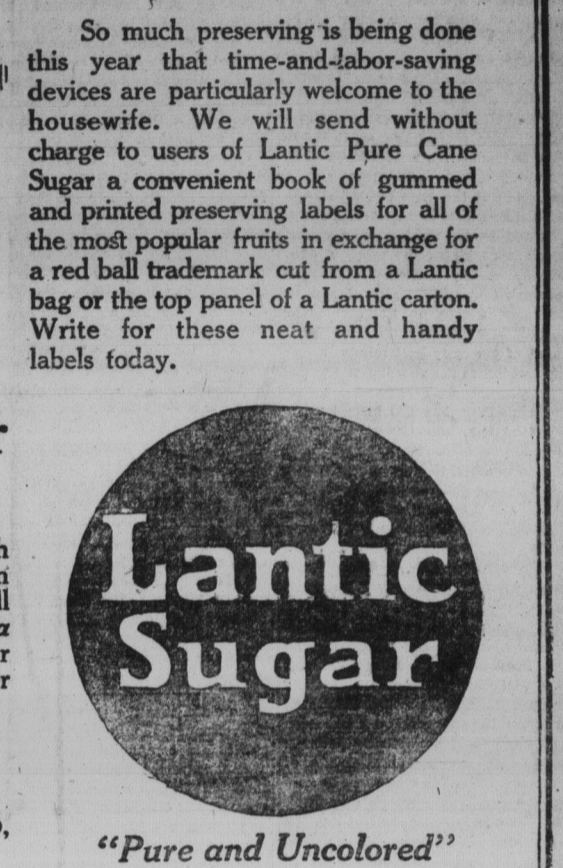 So much preserving is being done
this year that time-and-labor-saving
devices are particularly welcome to the
housewife. We will send without
charge to users of Lantic Pure Cane
Sugar a convenient book of gummed
and printed preserving labels for all of
the most popular fruits in exchange for
a red ball trademark cut from a Lantic
bag or the top panel of a Lantic carton.
Write for these neat and handy
labels today.
Lantic
Sugar
"Pure and Uncolored"